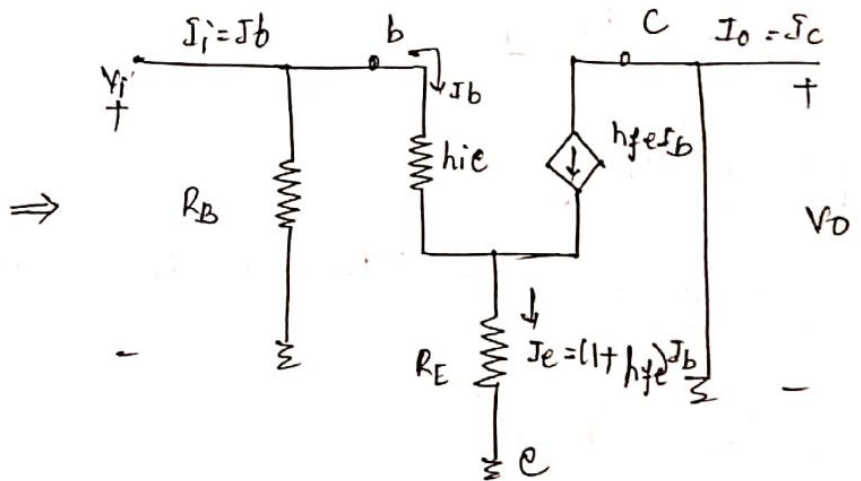 Ii = Ib
b
C
Io = Ic
Vi
+
Ib
+
hfeIb
hie
⇒
RB
Vo
-
RE
Ie = (1 + hfe)Ib
-
e